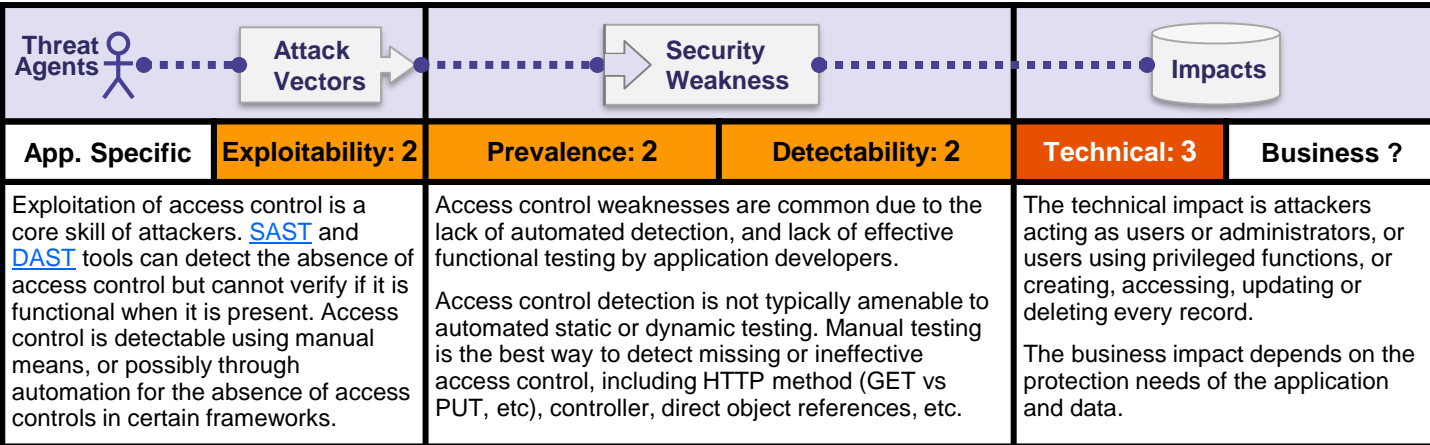 Threat
Agents
Attack
Vectors
Security
Weakness
Impacts
App. Specific
Exploitability: 2
Prevalence: 2
Detectability: 2
Technical: 3
Business ?
Exploitation of access control is a
core skill of attackers. SAST and
DAST tools can detect the absence of
access control but cannot verify if it is
functional when it is present. Access
control is detectable using manual
means, or possibly through
automation for the absence of access
controls in certain frameworks.
Access control weaknesses are common due to the
lack of automated detection, and lack of effective
functional testing by application developers.
Access control detection is not typically amenable to
automated static or dynamic testing. Manual testing
is the best way to detect missing or ineffective
access control, including HTTP method (GET vs
PUT, etc), controller, direct object references, etc.
The technical impact is attackers
acting as users or administrators, or
users using privileged functions, or
creating, accessing, updating or
deleting every record.
The business impact depends on the
protection needs of the application
and data.